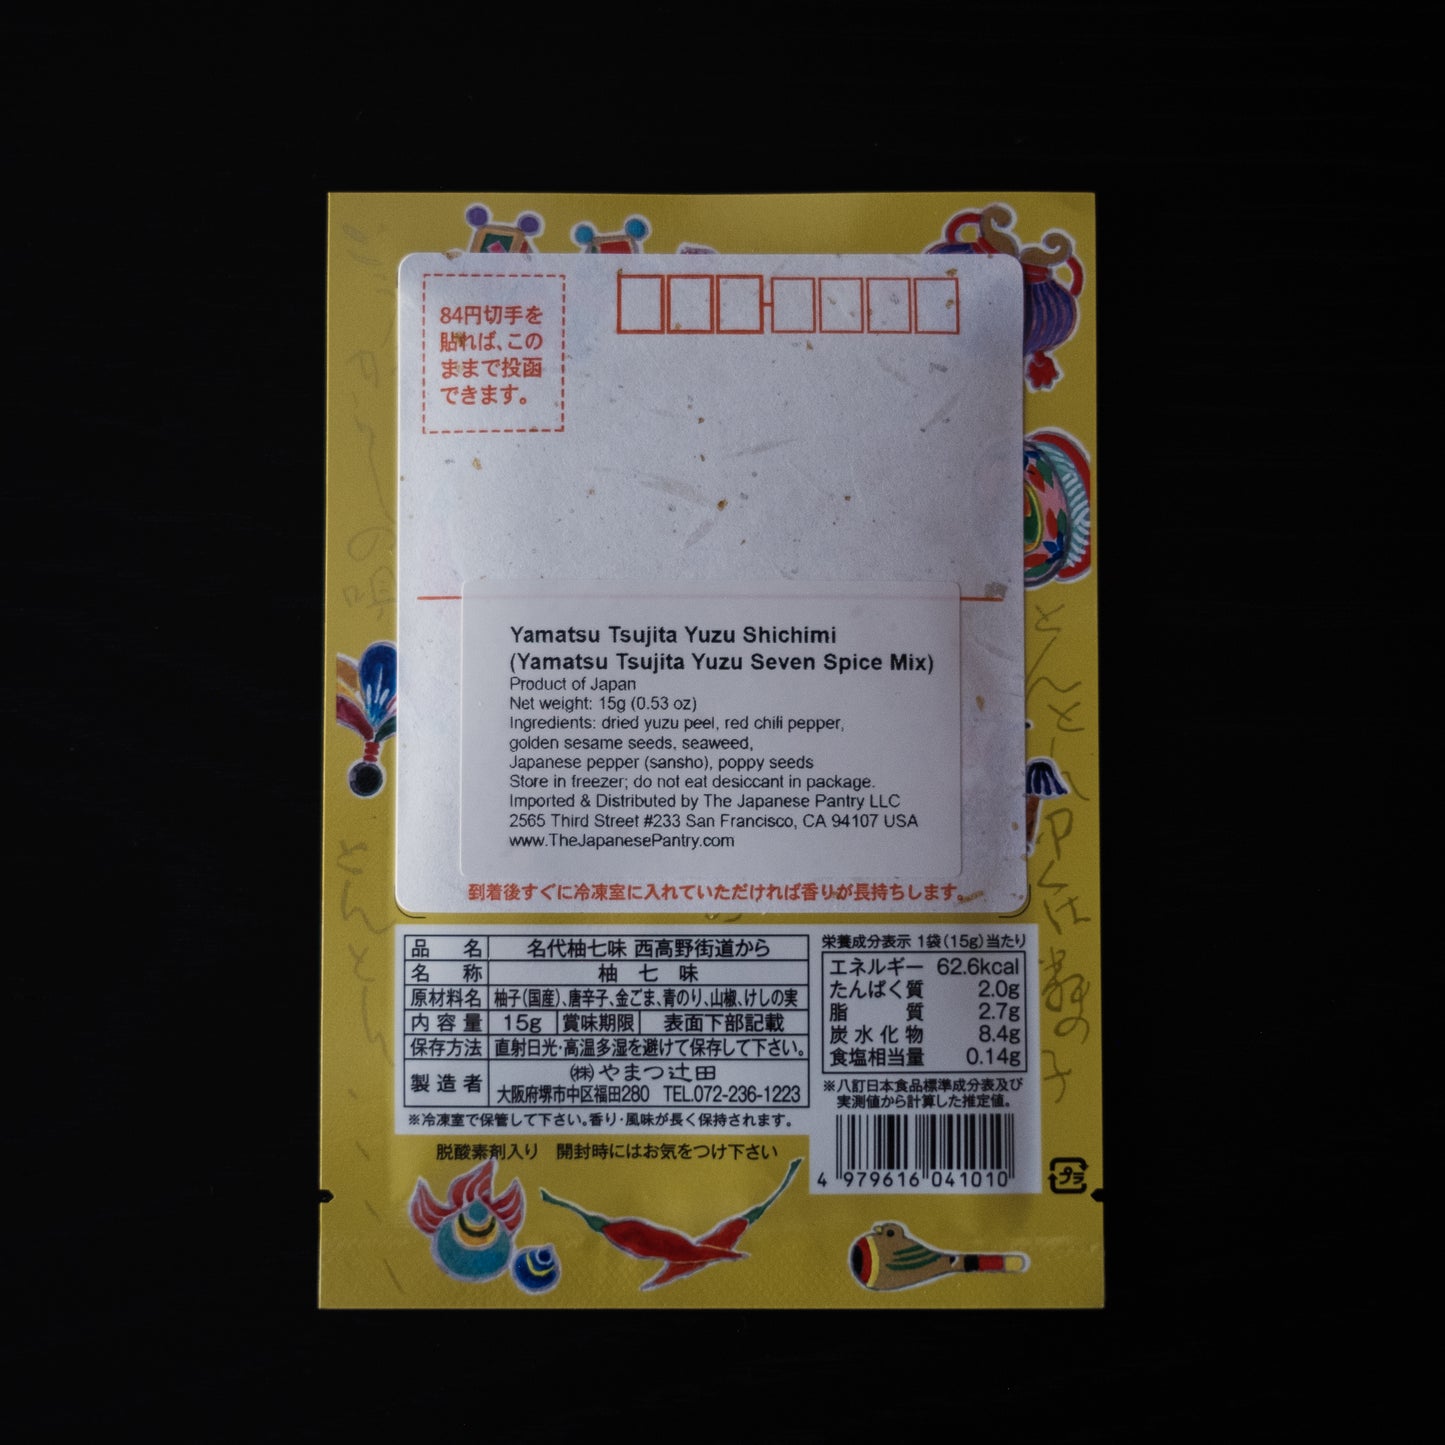 84円切手を
貼れば、この
ままで投函
できます。
Yamatsu Tsujita Yuzu Shichimi
(Yamatsu Tsujita Yuzu Seven Spice Mix)
Product of Japan
Net weight: 15g (0.53 oz)
Ingredients: dried yuzu peel, red chili pepper,
golden sesame seeds, seaweed,
Japanese pepper (sansho), poppy seeds
Store in freezer; do not eat desiccant in package.
Imported & Distributed by The Japanese Pantry LLC
2565 Third Street #233 San Francisco, CA 94107 USA
www.TheJapanesePantry.com
到着後すぐに冷凍室に入れていただければ香りが長持ちします。
品名 名代柚七味 西高野街道から
名称 柚七味
原材料名 柚子(国産)、唐辛子、金ごま、青のり、山椒、けしの実
内容量 15g 賞味期限 表面下部記載
保存方法 直射日光・高温多湿を避けて保存して下さい。
製造者 ㈱やまつ辻田
大阪府堺市中区福田280 TEL.072-236-1223
※冷凍室で保管して下さい。香り・風味が長く保持されます。
脱酸素剤入り 開封時にはお気をつけ下さい
栄養成分表示 1袋(15g)当たり
エネルギー 62.6kcal
たんぱく質 2.0g
脂質 2.7g
炭水化物 8.4g
食塩相当量 0.14g
※八訂日本食品標準成分表及び
実測値から計算した推定値。
4 979616 041010
プラ